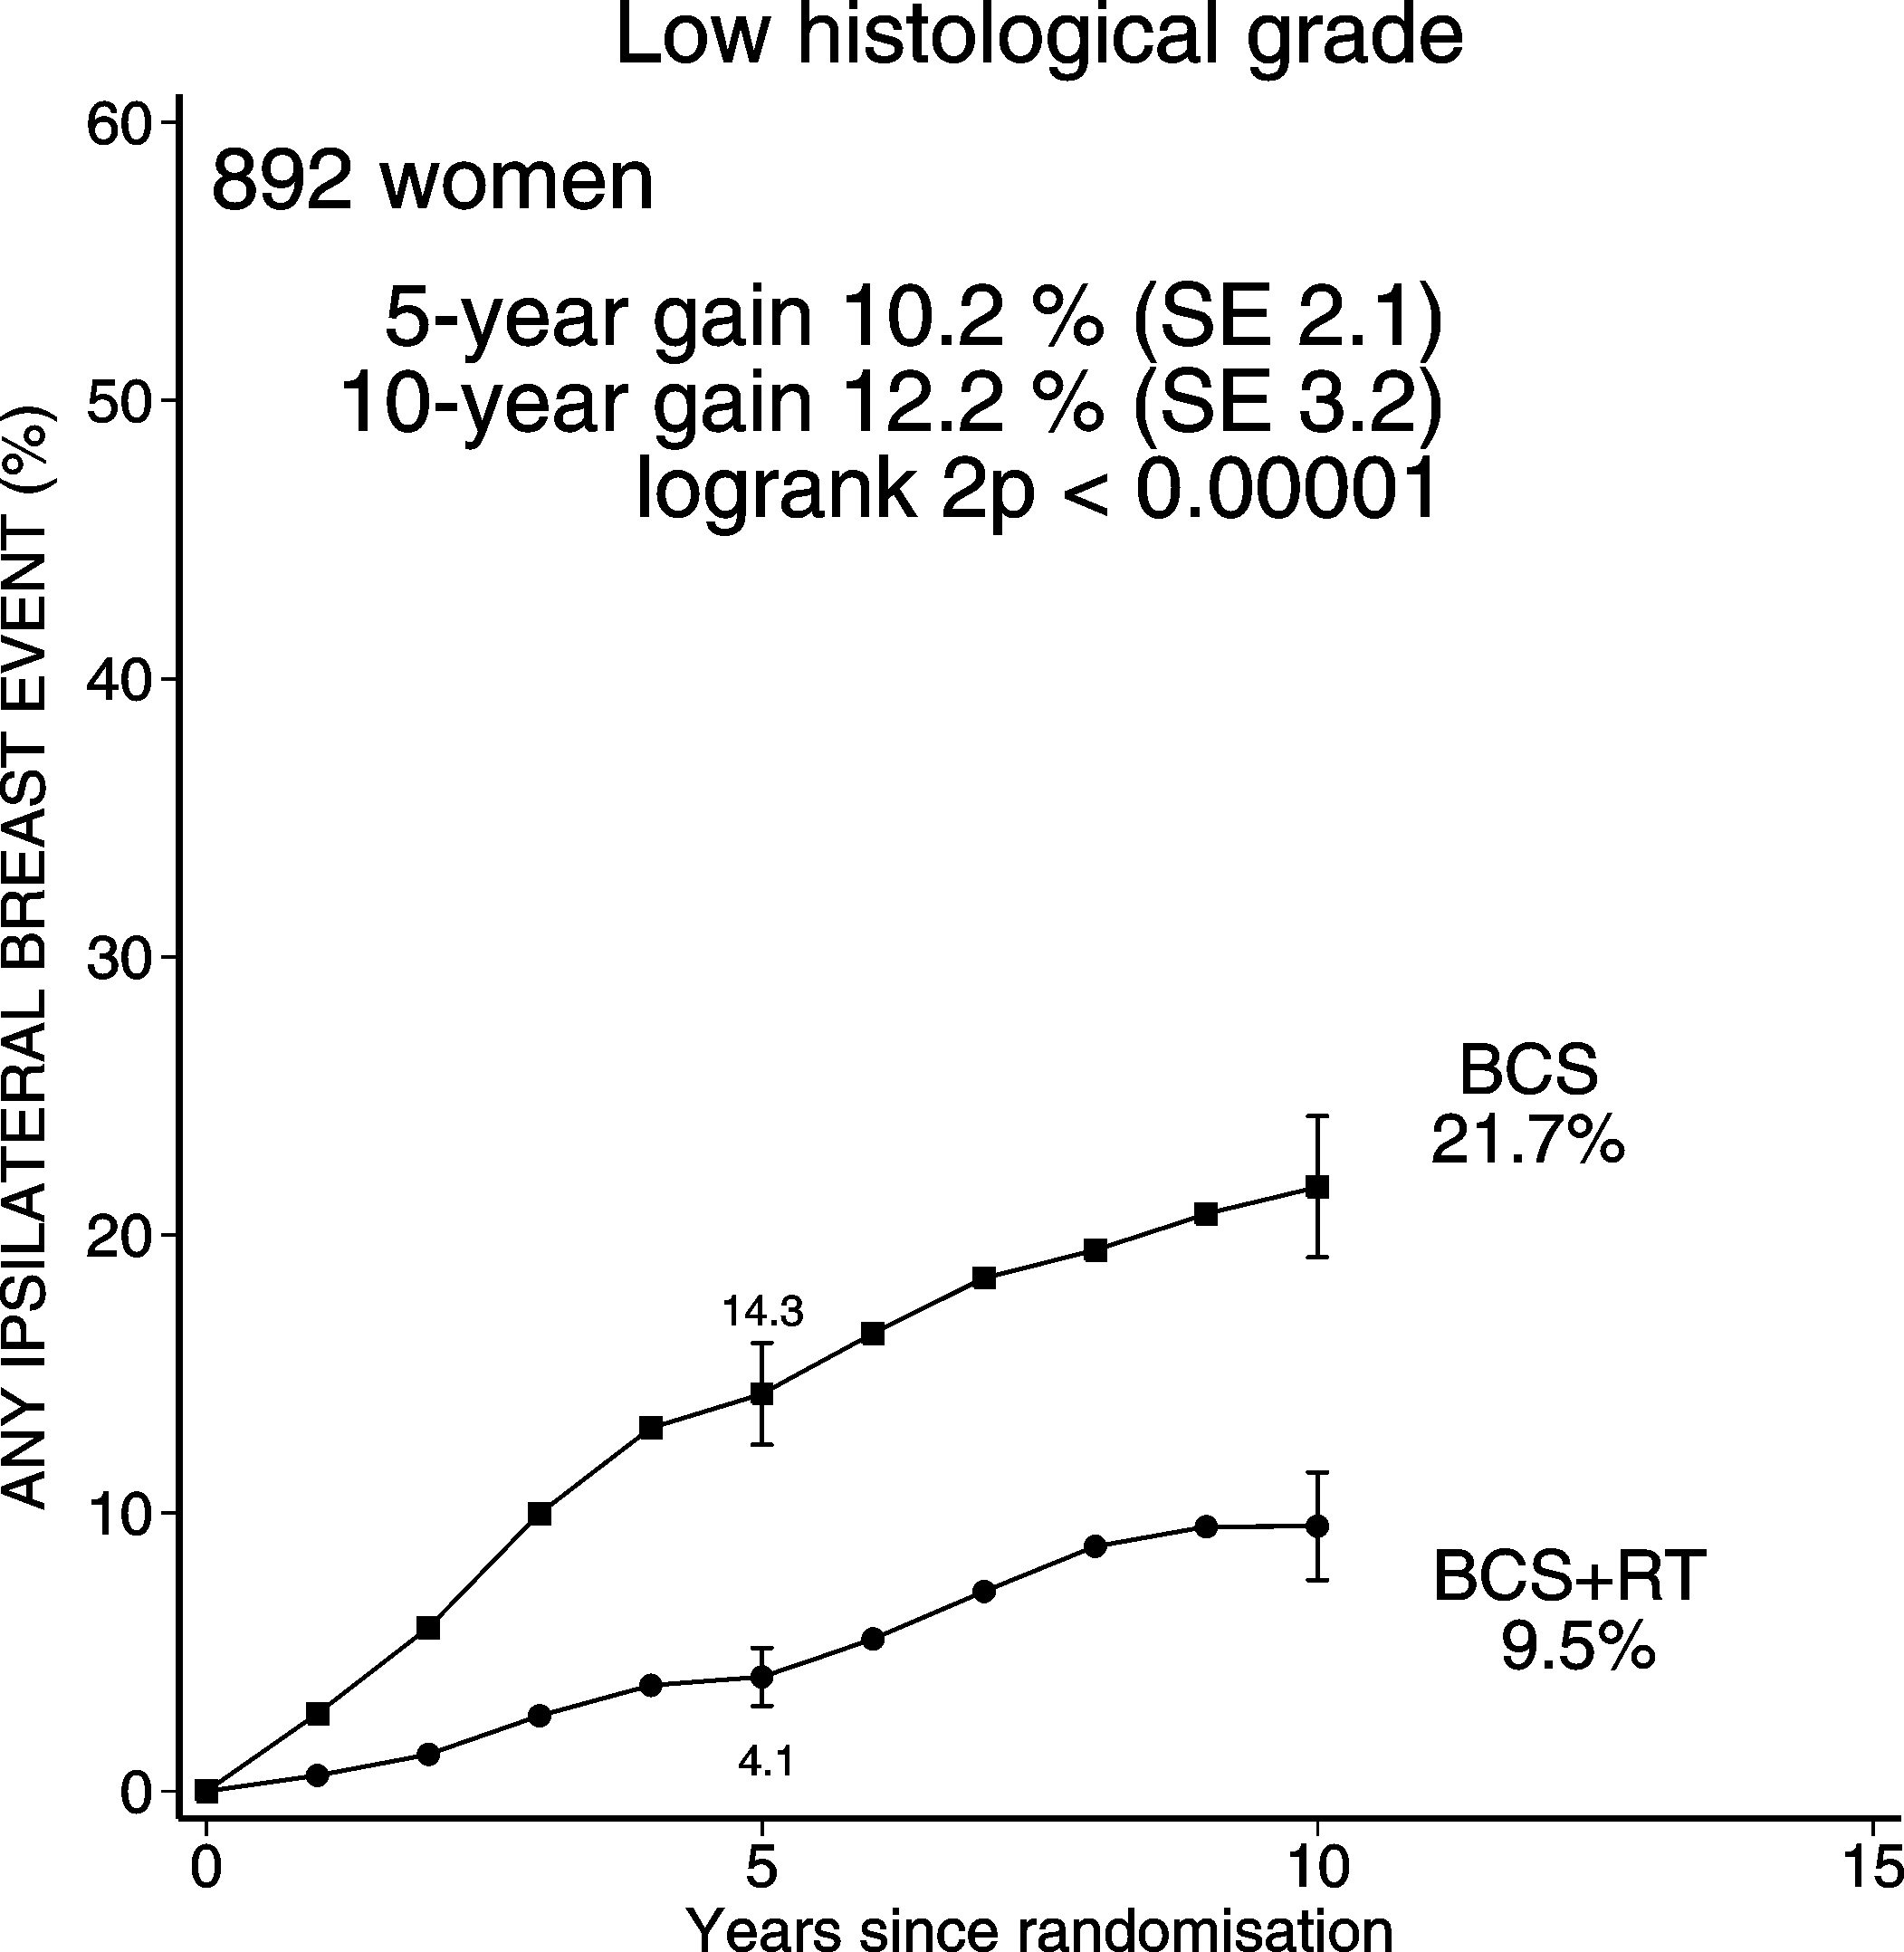 Low histological grade
892 women
5-year gain 10.2 % (SE 2.1)
10-year gain 12.2 % (SE 3.2)
logrank 2p < 0.00001
ANY IPSILATERAL BREAST EVENT (%)
60
50
40
30
20
10
0
BCS
21.7%
14.3
BCS+RT
9.5%
4.1
0 5 10 15
Years since randomisation